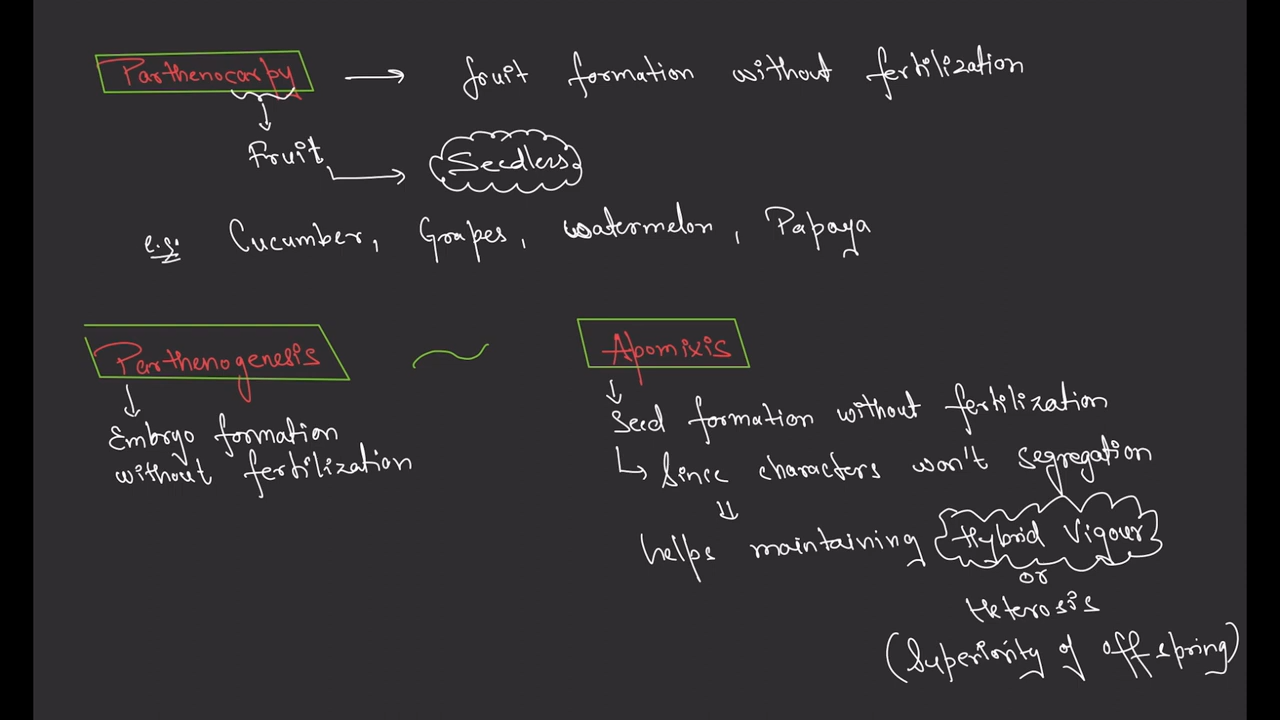 Parthenocarpy → fruit formation without fertilization
Fruit → Seedless
e.g: Cucumber, Grapes, watermelon, Papaya
Parthenogenesis ~ Apomixis
Embryo formation
without fertilization
Seed formation without fertilization
Since characters won't segregation
helps maintaining Hybrid Vigour
or
Heterosis
(Superiority of offspring)